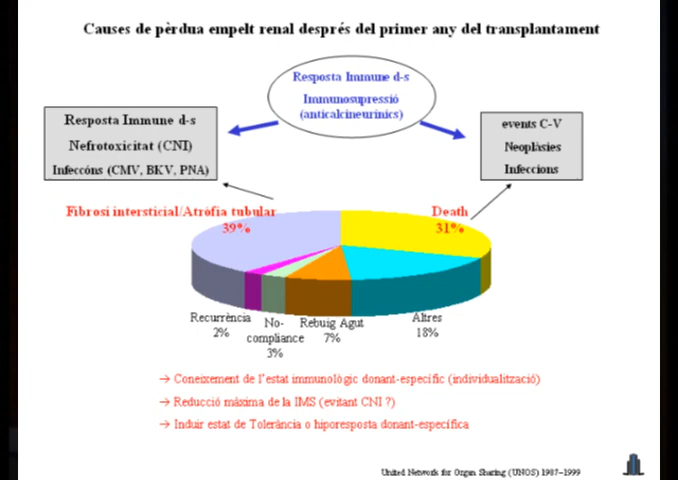 Causes de pèrdua empelt renal després del primer any del transplantament
Resposta Immune d-s
Immunosupressió
(anticalcineurínics)
Resposta Immune d-s
Nefrotoxicitat (CNI)
Infeccóns (CMV, BKV, PNA)
events C-V
Neoplàsies
Infeccions
Fibrosi intersticial/Atròfia tubular
39%
Death
31%
Recurrència
2%
No-
compliance
3%
Rebuig Agut
7%
Altres
18%
→ Coneixement de l'estat immunològic donant-específic (individualització)
→ Reducció màxima de la IMS (evitant CNI ?)
→ Induir estat de Tolerància o hiporesposta donant-específica
United Network for Organ Sharing (UNOS) 1987-1999